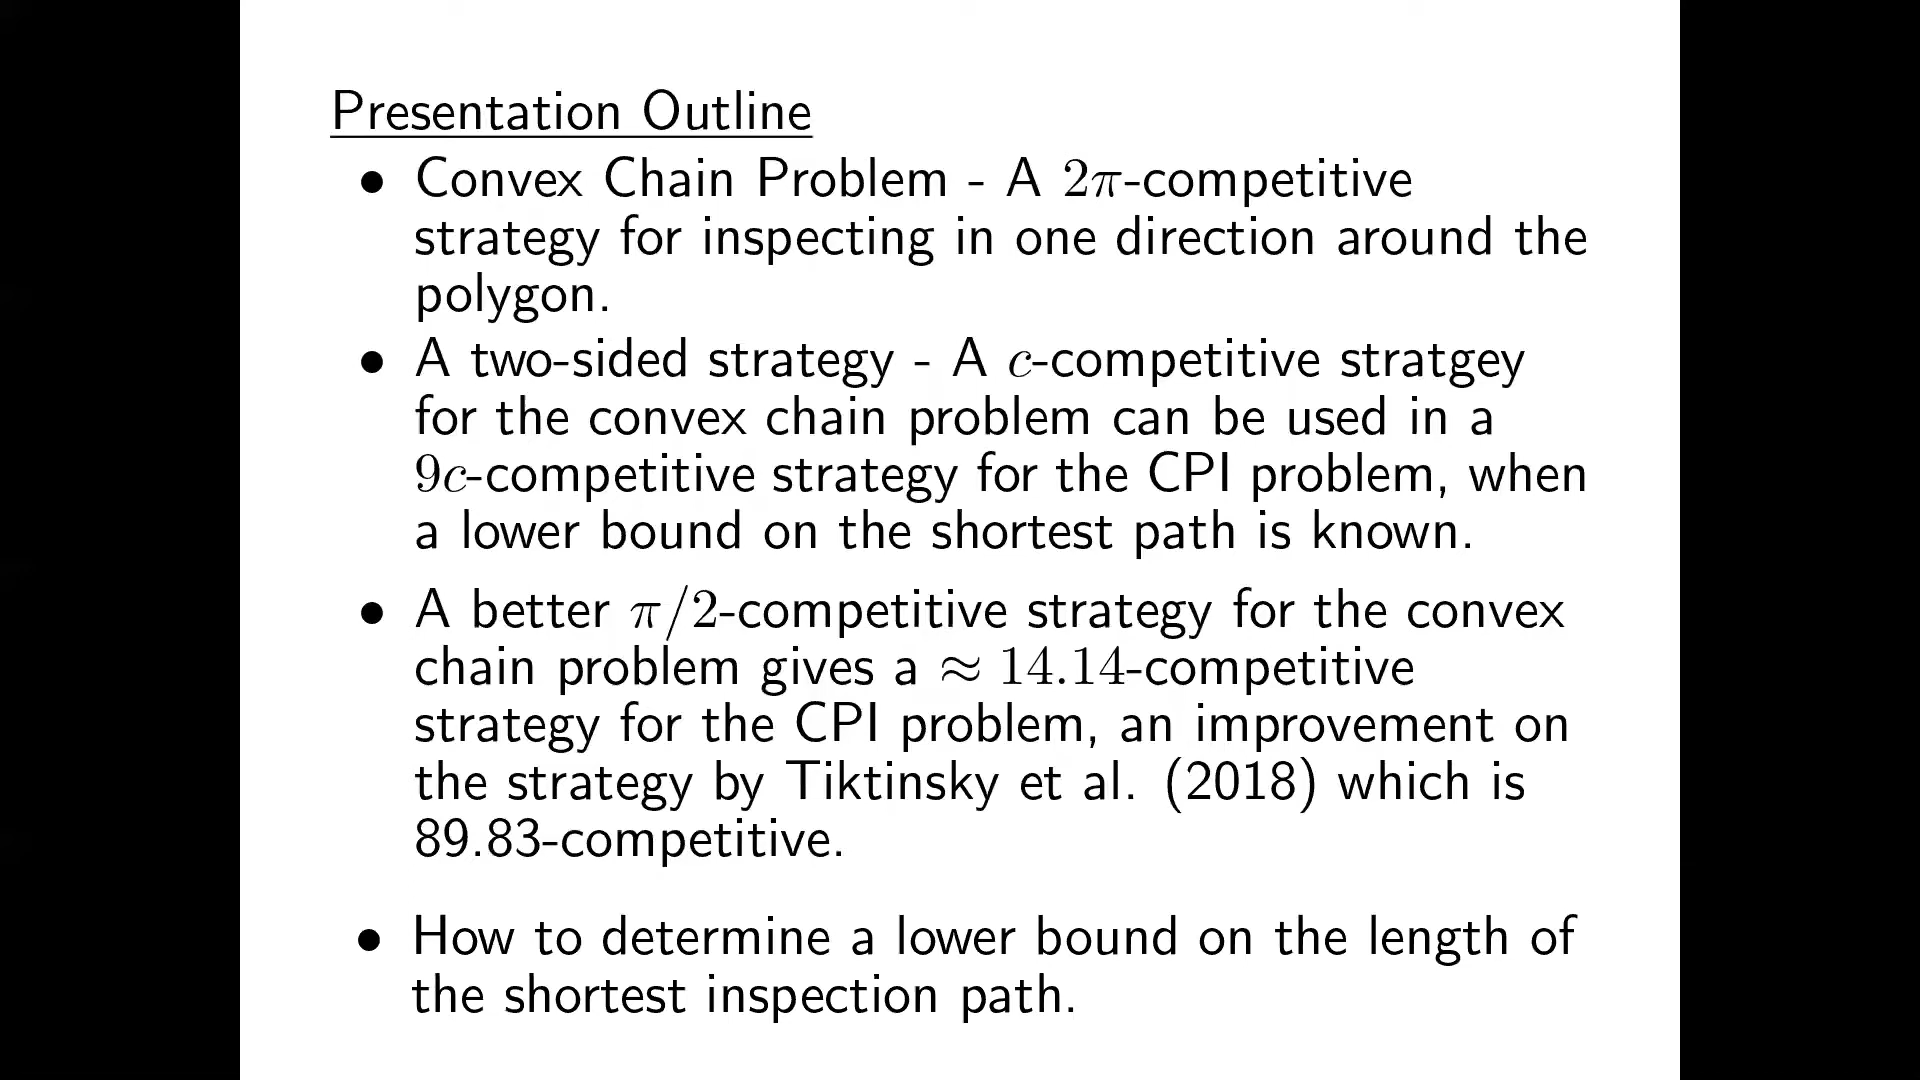 Presentation Outline
• Convex Chain Problem - A 2π-competitive
strategy for inspecting in one direction around the
polygon.
• A two-sided strategy - A c-competitive stratgey
for the convex chain problem can be used in a
9c-competitive strategy for the CPI problem, when
a lower bound on the shortest path is known.
• A better π/2-competitive strategy for the convex
chain problem gives a ≈ 14.14-competitive
strategy for the CPI problem, an improvement on
the strategy by Tiktinsky et al. (2018) which is
89.83-competitive.
• How to determine a lower bound on the length of
the shortest inspection path.